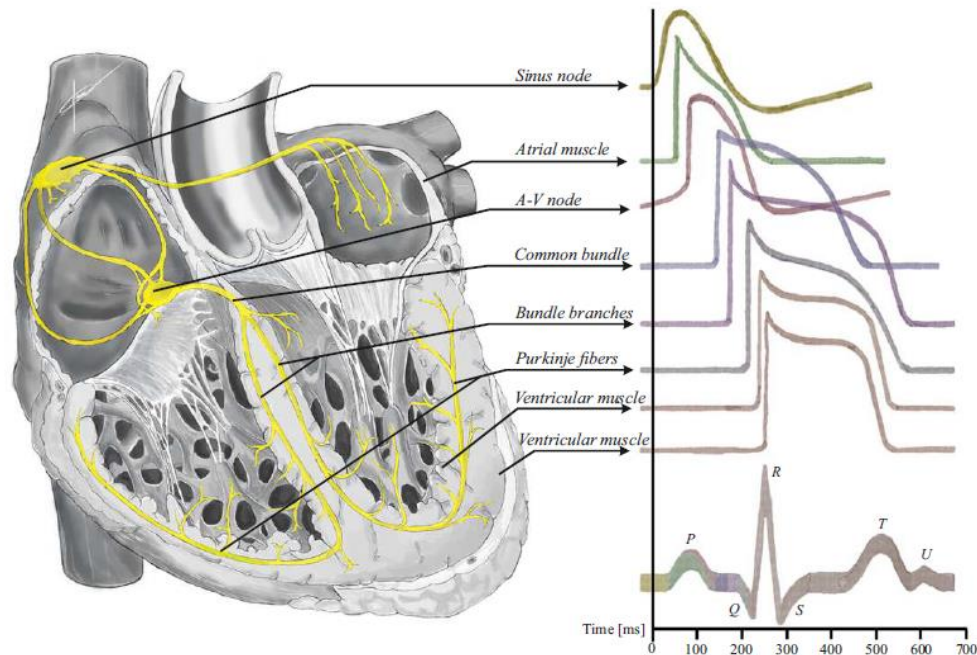 Sinus node
Atrial muscle
A-V node
Common bundle
Bundle branches
Purkinje fibers
Ventricular muscle
Ventricular muscle
R
P
T
U
Q
S
Time [ms]
0 100 200 300 400 500 600 700